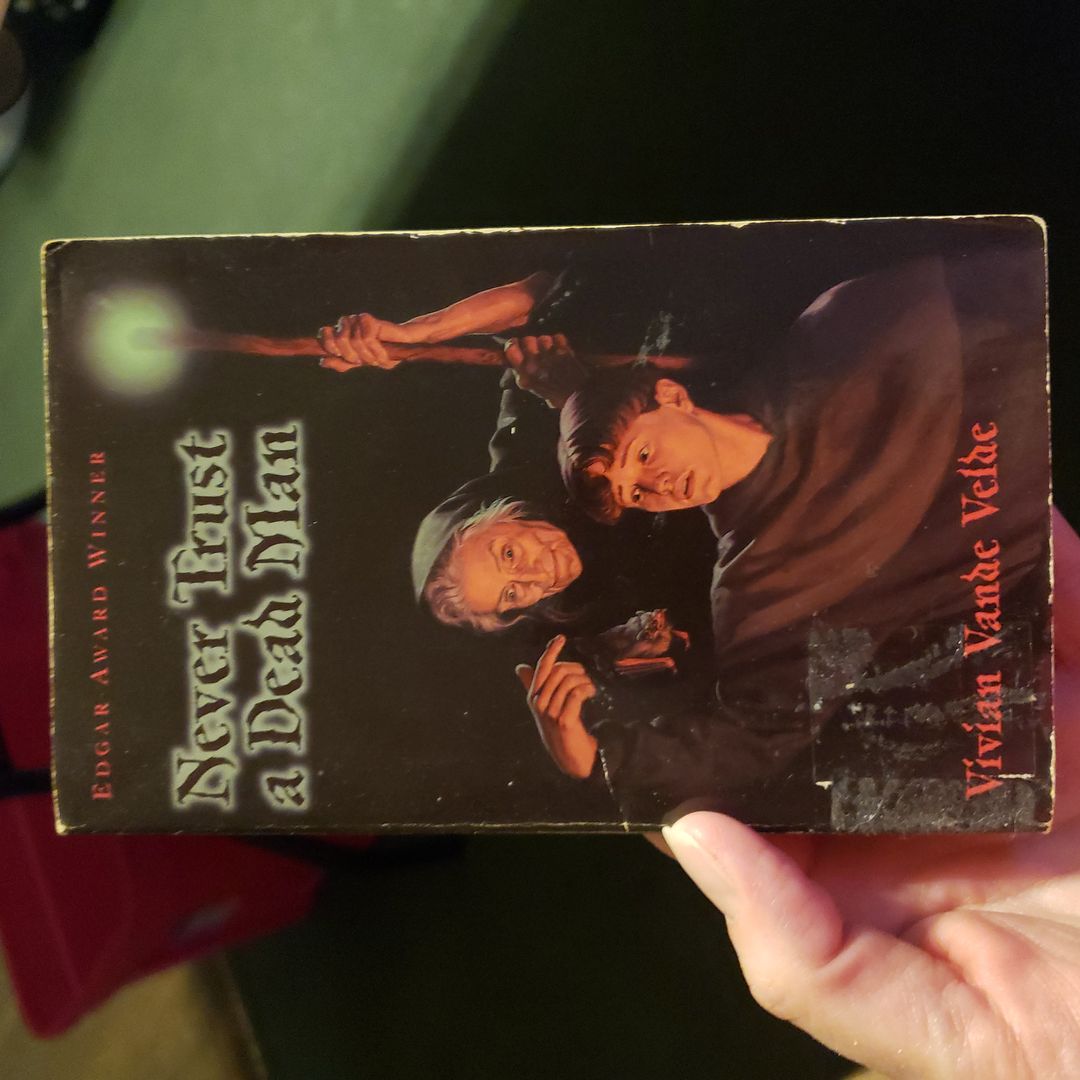 EDGAR AWARD WINNER
Never Trust
a Dead Man
Vivian Vande Velde